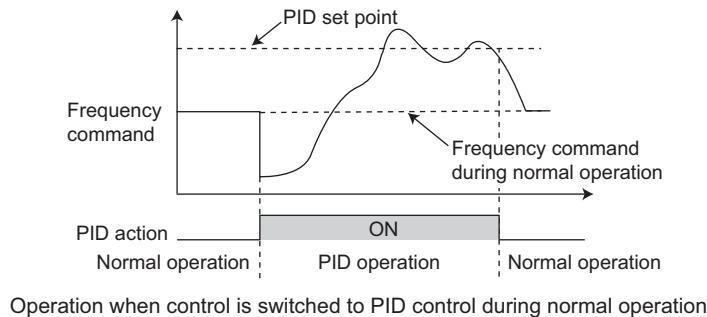 PID set point
Frequency
command
Frequency command
during normal operation
PID action
ON
Normal operation
PID operation
Normal operation
Operation when control is switched to PID control during normal operation